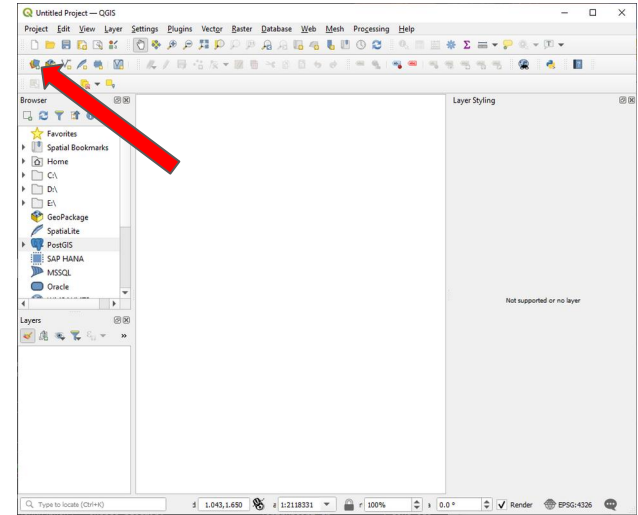 Untitled Project — QGIS
Project Edit View Layer Settings Plugins Vector Raster Database Web Mesh Processing Help
Browser
Favorites
Spatial Bookmarks
Home
C:\
D:\
E:\
GeoPackage
SpatiaLite
PostGIS
SAP HANA
MSSQL
Oracle
Layers
Layer Styling
Not supported or no layer
Type to locate (Ctrl+K)
1.043,1.650
1:2118331
100%
0.0 °
Render
EPSG:4326